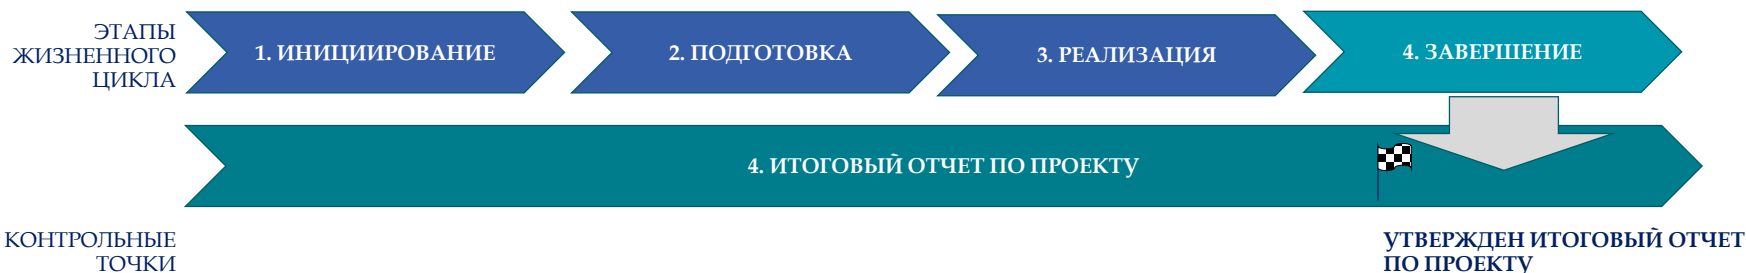 ЭТАПЫ
ЖИЗНЕННОГО
ЦИКЛА
1. ИНИЦИИРОВАНИЕ
2. ПОДГОТОВКА
3. РЕАЛИЗАЦИЯ
4. ЗАВЕРШЕНИЕ
4. ИТОГОВЫЙ ОТЧЕТ ПО ПРОЕКТУ
КОНТРОЛЬНЫЕ
ТОЧКИ
УТВЕРЖДЕН ИТОГОВЫЙ ОТЧЕТ
ПО ПРОЕКТУ